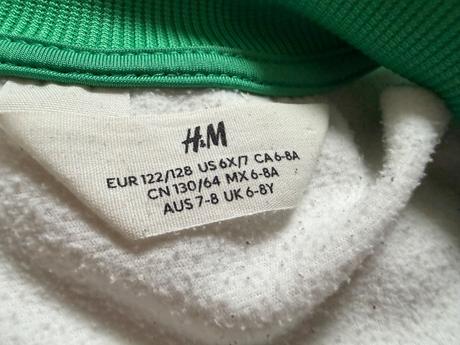 H&M
EUR 122/128 US 6X/7 CA 6-8A
CN 130/64 MX 6-8A
AUS 7-8 UK 6-8Y